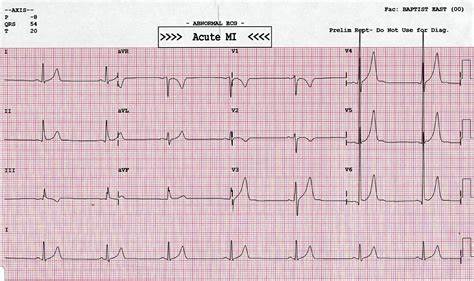 --AXIS--
P -8
QRS 54
T 20
Fac: BAPTIST EAST (00)
- ABNORMAL ECG -
>>>> Acute MI <<<<
Prelim Rept- Do Not Use for Diag.
I aVR V1 V4
II aVL V2 V5
III aVF V3 V6
I